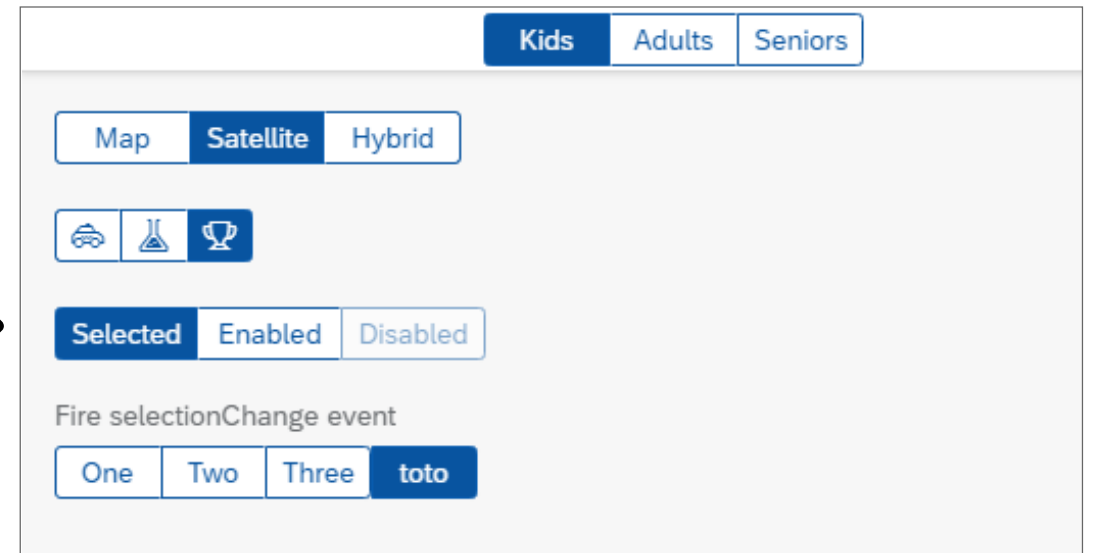 Kids Adults Seniors
Map Satellite Hybrid
Selected Enabled Disabled
Fire selectionChange event
One Two Three toto